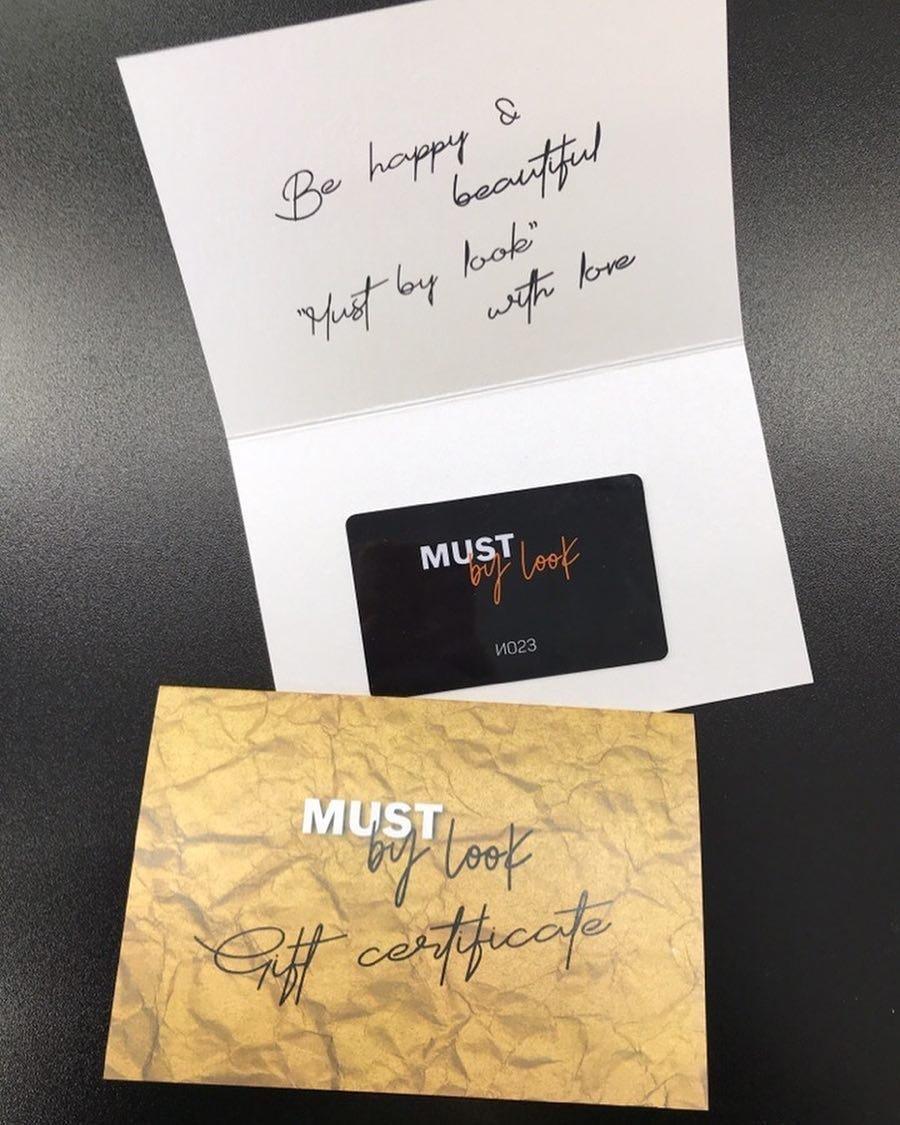 Be happy &
beautiful
"Must by look"
with love
MUST
by look
И023
MUST
by look
Gift certificate